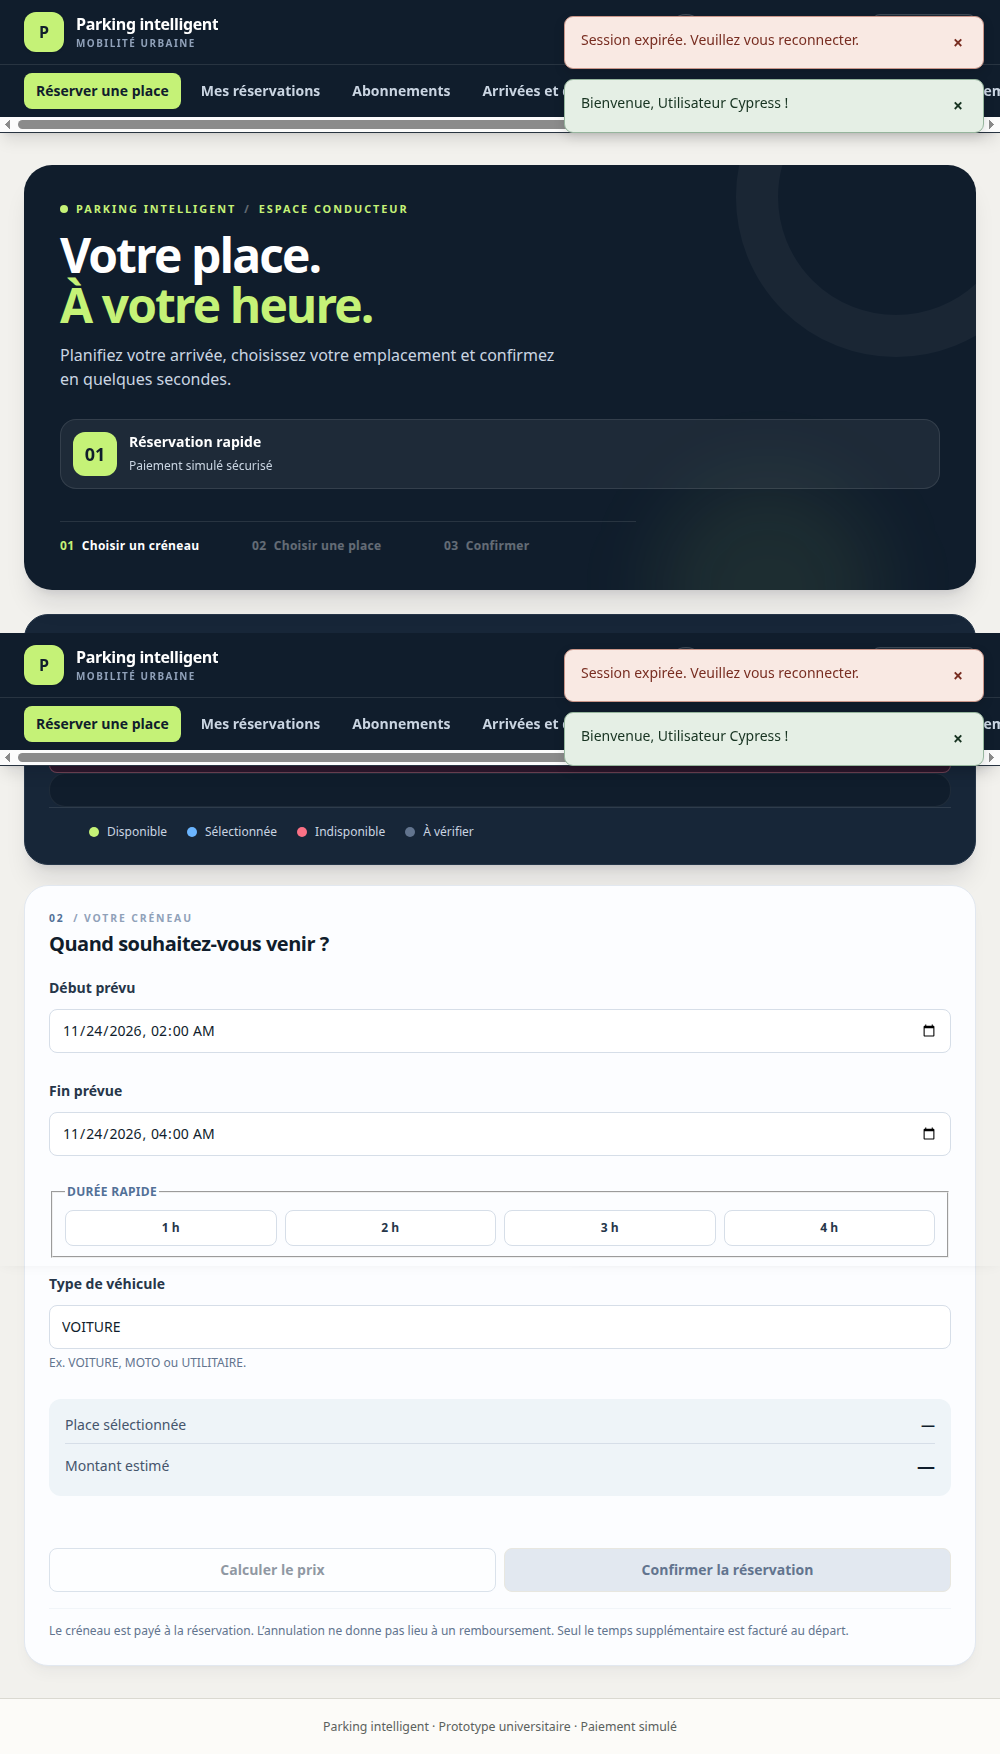 P
Parking intelligent
MOBILITÉ URBAINE
Session expirée. Veuillez vous reconnecter.
×
Bienvenue, Utilisateur Cypress !
×
Réserver une place
Mes réservations
Abonnements
Arrivées et
PARKING INTELLIGENT / ESPACE CONDUCTEUR
Votre place.
À votre heure.
Planifiez votre arrivée, choisissez votre emplacement et confirmez
en quelques secondes.
01
Réservation rapide
Paiement simulé sécurisé
01 Choisir un créneau
02 Choisir une place
03 Confirmer
P
Parking intelligent
MOBILITÉ URBAINE
Session expirée. Veuillez vous reconnecter.
×
Bienvenue, Utilisateur Cypress !
×
Réserver une place
Mes réservations
Abonnements
Arrivées et
Disponible
Sélectionnée
Indisponible
À vérifier
02 / VOTRE CRÉNEAU
Quand souhaitez-vous venir ?
Début prévu
11/24/2026, 02:00 AM
Fin prévue
11/24/2026, 04:00 AM
DURÉE RAPIDE
1 h
2 h
3 h
4 h
Type de véhicule
VOITURE
Ex. VOITURE, MOTO ou UTILITAIRE.
Place sélectionnée
—
Montant estimé
—
Calculer le prix
Confirmer la réservation
Le créneau est payé à la réservation. L'annulation ne donne pas lieu à un remboursement. Seul le temps supplémentaire est facturé au départ.
Parking intelligent · Prototype universitaire · Paiement simulé